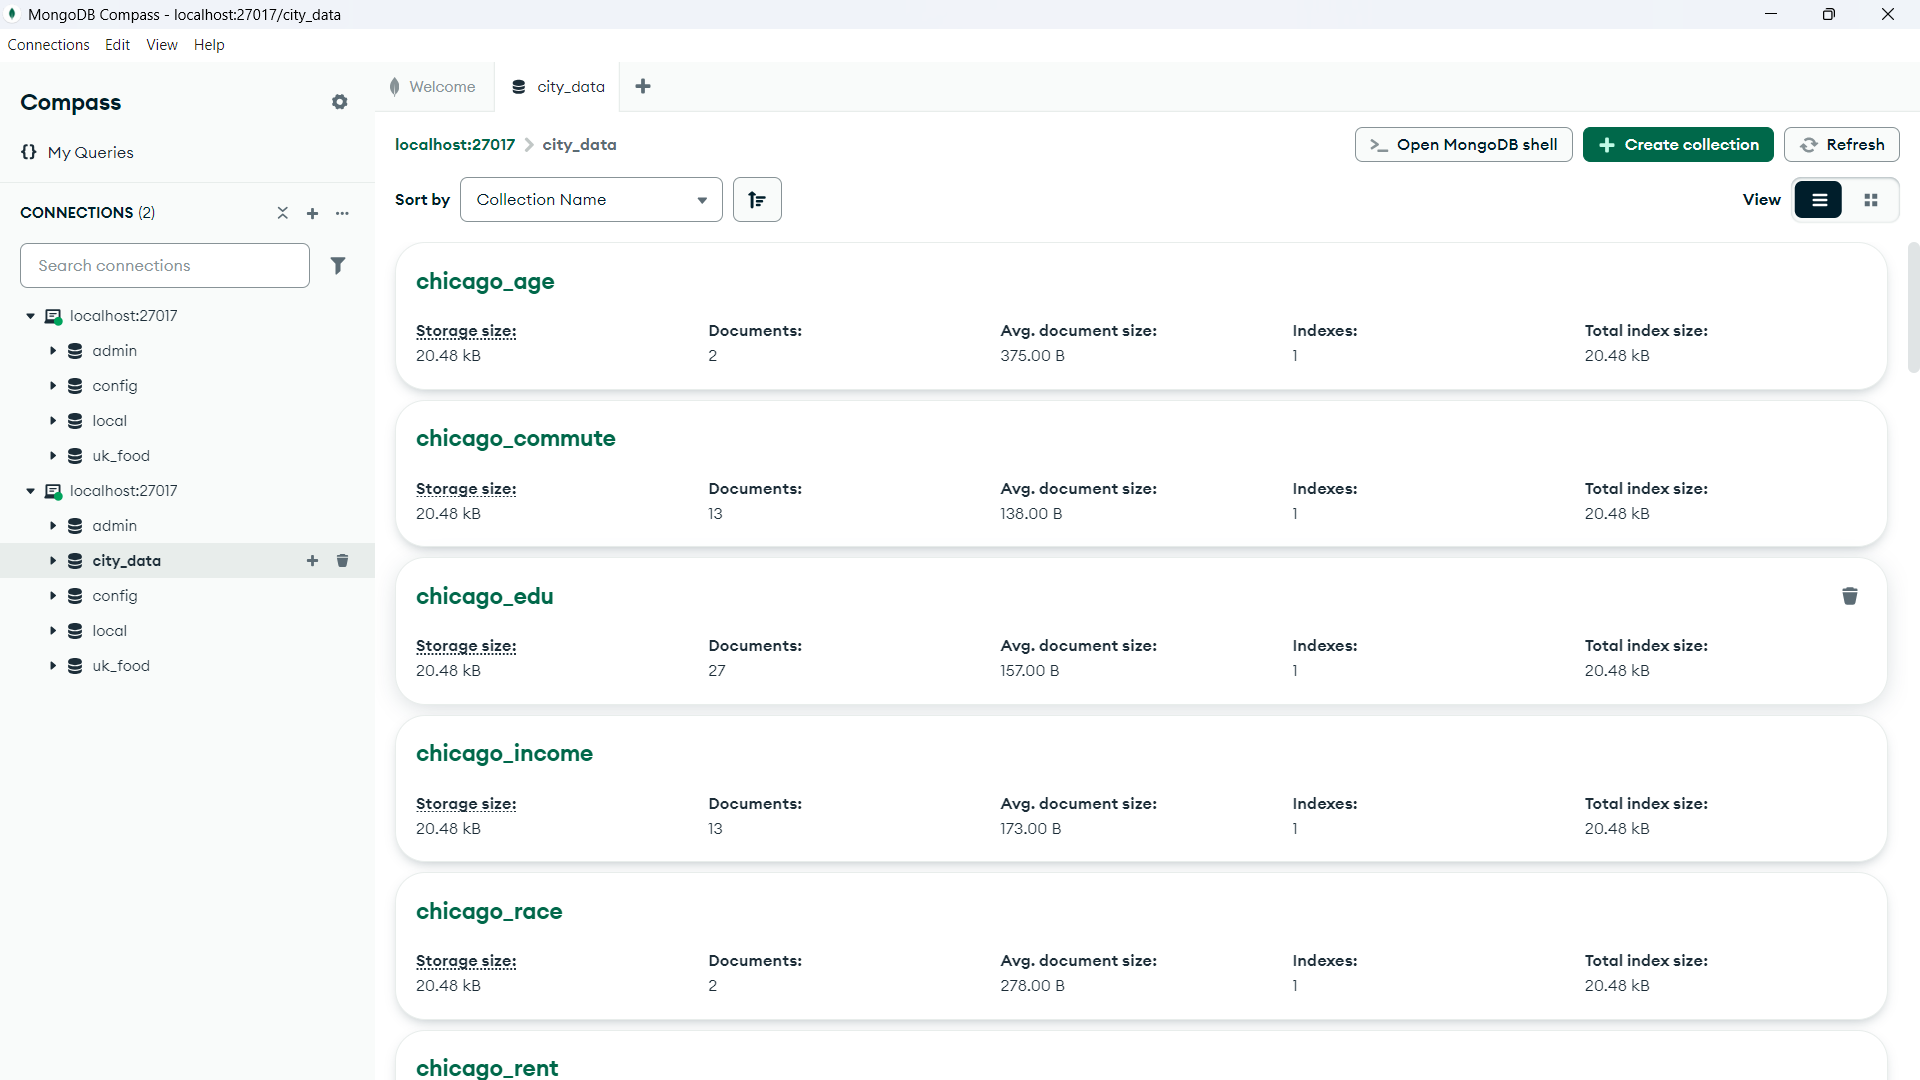 MongoDB Compass - localhost:27017/city_data
Connections Edit View Help
Compass
{} My Queries
CONNECTIONS (2)
Search connections
localhost:27017
admin
config
local
uk_food
localhost:27017
admin
city_data
config
local
uk_food
Welcome
city_data
localhost:27017 > city_data
>_ Open MongoDB shell
+ Create collection
Refresh
Sort by Collection Name
View
chicago_age
Storage size: Documents: Avg. document size: Indexes: Total index size:
20.48 kB 2 375.00 B 1 20.48 kB
chicago_commute
Storage size: Documents: Avg. document size: Indexes: Total index size:
20.48 kB 13 138.00 B 1 20.48 kB
chicago_edu
Storage size: Documents: Avg. document size: Indexes: Total index size:
20.48 kB 27 157.00 B 1 20.48 kB
chicago_income
Storage size: Documents: Avg. document size: Indexes: Total index size:
20.48 kB 13 173.00 B 1 20.48 kB
chicago_race
Storage size: Documents: Avg. document size: Indexes: Total index size:
20.48 kB 2 278.00 B 1 20.48 kB
chicago_rent